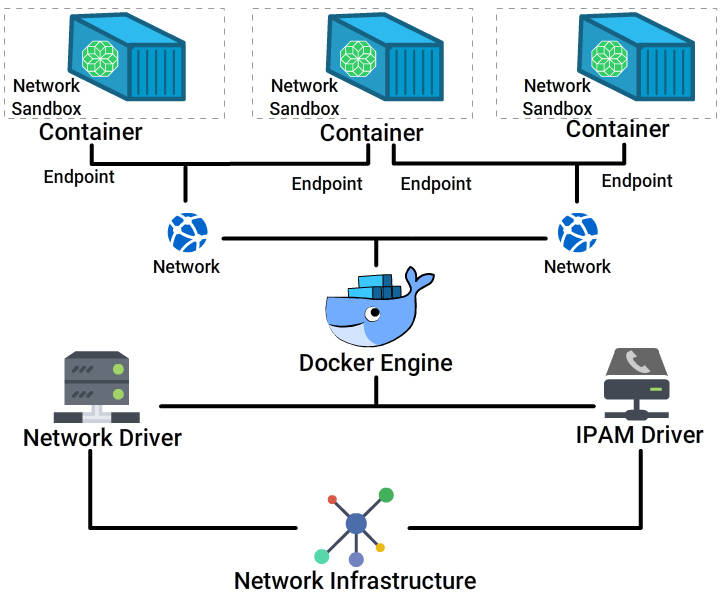 Network
Sandbox
Container
Network
Sandbox
Container
Network
Sandbox
Container
Endpoint
Endpoint
Endpoint
Endpoint
Network
Network
Docker Engine
Network Driver
IPAM Driver
Network Infrastructure